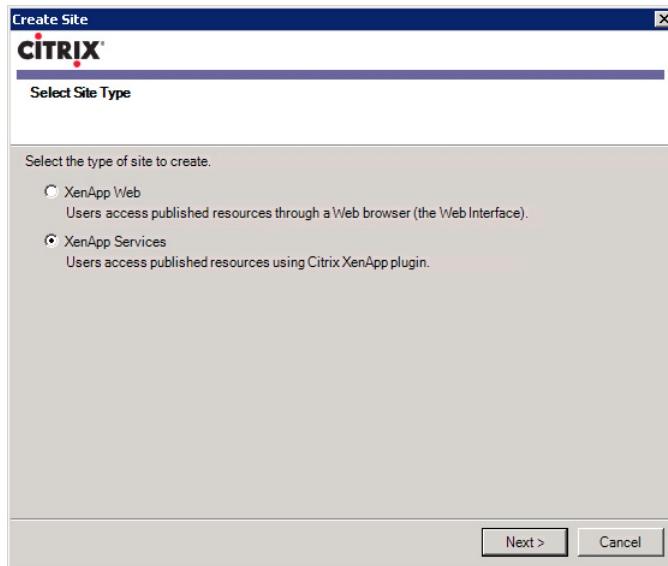 Create Site
CITRIX®
Select Site Type
Select the type of site to create.
XenApp Web
Users access published resources through a Web browser (the Web Interface).
XenApp Services
Users access published resources using Citrix XenApp plugin.
Next >
Cancel